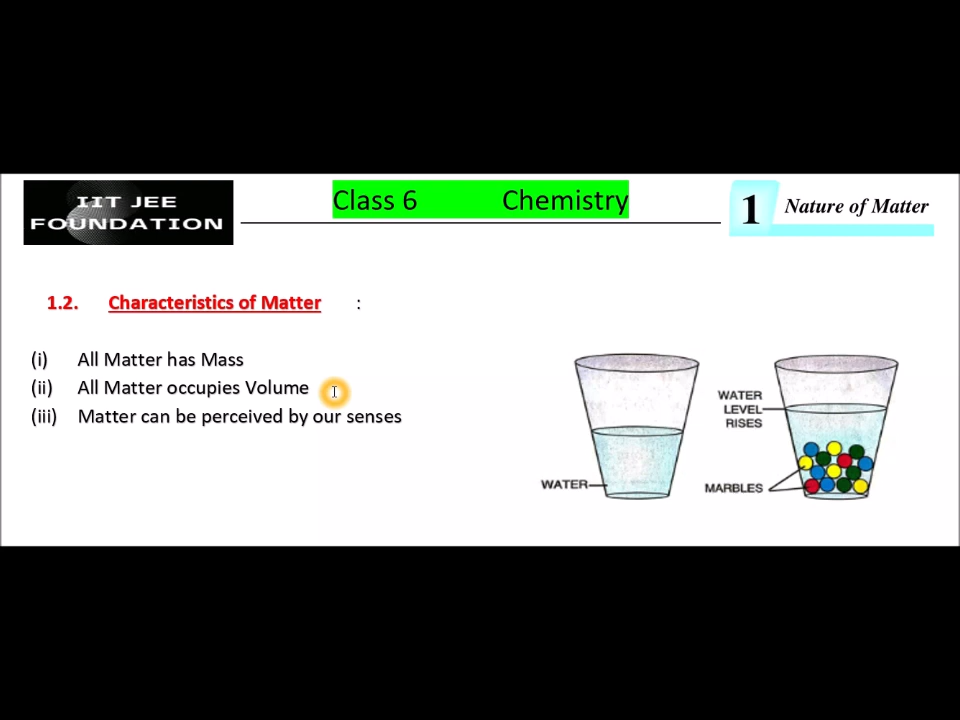 IIT JEE
FOUNDATION
Class 6 Chemistry
1 Nature of Matter
1.2. Characteristics of Matter :
(i) All Matter has Mass
(ii) All Matter occupies Volume
(iii) Matter can be perceived by our senses
WATER
WATER
LEVEL
RISES
MARBLES